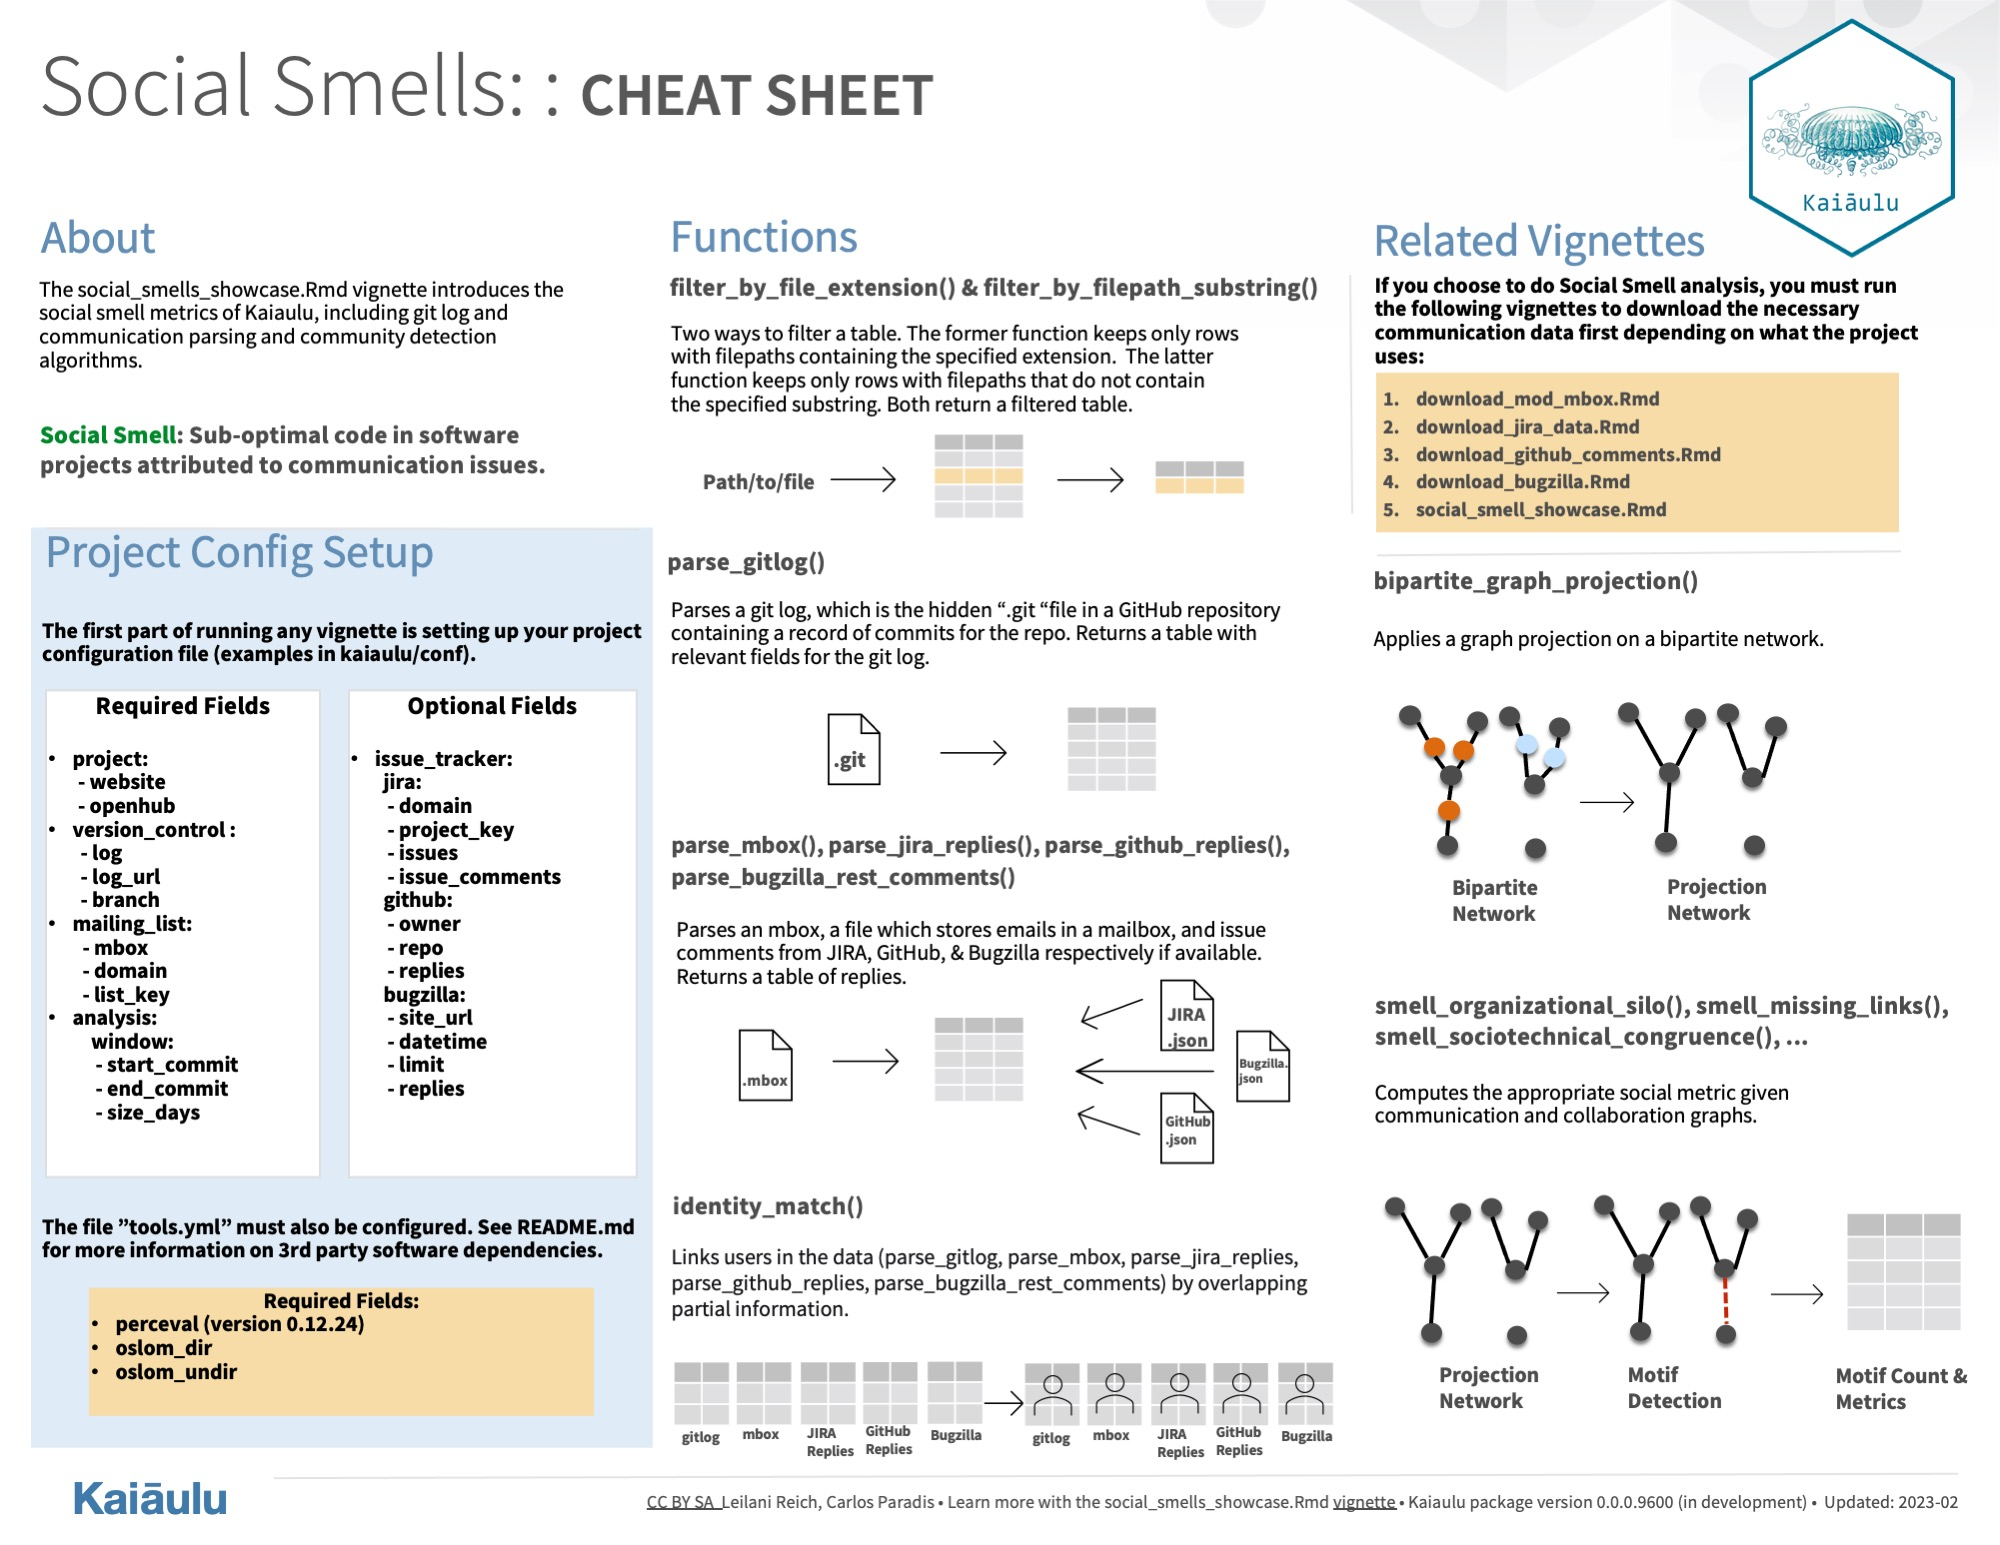 Social Smells: : CHEAT SHEET
Kaiāulu
About
The social_smells_showcase.Rmd vignette introduces the
social smell metrics of Kaiaulu, including git log and
communication parsing and community detection
algorithms.
Social Smell: Sub-optimal code in software
projects attributed to communication issues.
Project Config Setup
The first part of running any vignette is setting up your project
configuration file (examples in kaiaulu/conf).
Required Fields
• project:
- website
- openhub
• version_control :
- log
- log_url
- branch
• mailing_list:
- mbox
- domain
- list_key
• analysis:
window:
- start_commit
- end_commit
- size_days
Optional Fields
• issue_tracker:
jira:
- domain
- project_key
- issues
- issue_comments
github:
- owner
- repo
- replies
bugzilla:
- site_url
- datetime
- limit
- replies
The file ”tools.yml” must also be configured. See README.md
for more information on 3rd party software dependencies.
Required Fields:
• perceval (version 0.12.24)
• oslom_dir
• oslom_undir
Functions
filter_by_file_extension() & filter_by_filepath_substring()
Two ways to filter a table. The former function keeps only rows
with filepaths containing the specified extension. The latter
function keeps only rows with filepaths that do not contain
the specified substring. Both return a filtered table.
Path/to/file
parse_gitlog()
Parses a git log, which is the hidden “.git “file in a GitHub repository
containing a record of commits for the repo. Returns a table with
relevant fields for the git log.
.git
parse_mbox(), parse_jira_replies(), parse_github_replies(),
parse_bugzilla_rest_comments()
Parses an mbox, a file which stores emails in a mailbox, and issue
comments from JIRA, GitHub, & Bugzilla respectively if available.
Returns a table of replies.
.mbox
JIRA
.json
Bugzilla.
json
GitHub
.json
identity_match()
Links users in the data (parse_gitlog, parse_mbox, parse_jira_replies,
parse_github_replies, parse_bugzilla_rest_comments) by overlapping
partial information.
gitlog
mbox
JIRA
Replies
GitHub
Replies
Bugzilla
gitlog
mbox
JIRA
Replies
GitHub
Replies
Bugzilla
Related Vignettes
If you choose to do Social Smell analysis, you must run
the following vignettes to download the necessary
communication data first depending on what the project
uses:
1. download_mod_mbox.Rmd
2. download_jira_data.Rmd
3. download_github_comments.Rmd
4. download_bugzilla.Rmd
5. social_smell_showcase.Rmd
bipartite_graph_projection()
Applies a graph projection on a bipartite network.
Bipartite
Network
Projection
Network
smell_organizational_silo(), smell_missing_links(),
smell_sociotechnical_congruence(), ...
Computes the appropriate social metric given
communication and collaboration graphs.
Projection
Network
Motif
Detection
Motif Count &
Metrics
Kaiāulu
CC BY SA Leilani Reich, Carlos Paradis • Learn more with the social_smells_showcase.Rmd vignette • Kaiaulu package version 0.0.0.9600 (in development) • Updated: 2023-02